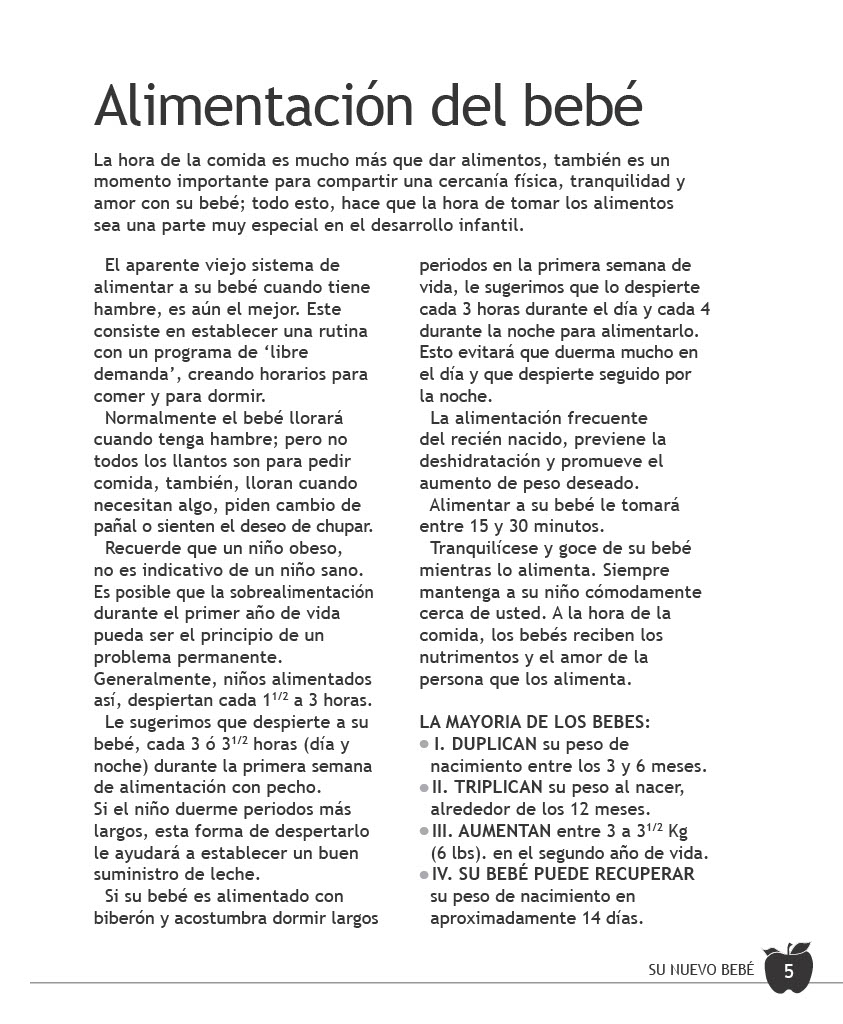 Alimentación del bebé
La hora de la comida es mucho más que dar alimentos, también es un
momento importante para compartir una cercanía física, tranquilidad y
amor con su bebé; todo esto, hace que la hora de tomar los alimentos
sea una parte muy especial en el desarrollo infantil.
El aparente viejo sistema de
alimentar a su bebé cuando tiene
hambre, es aún el mejor. Este
consiste en establecer una rutina
con un programa de ‘libre
demanda’, creando horarios para
comer y para dormir.
Normalmente el bebé llorará
cuando tenga hambre; pero no
todos los llantos son para pedir
comida, también, lloran cuando
necesitan algo, piden cambio de
pañal o sienten el deseo de chupar.
Recuerde que un niño obeso,
no es indicativo de un niño sano.
Es posible que la sobrealimentación
durante el primer año de vida
pueda ser el principio de un
problema permanente.
Generalmente, niños alimentados
así, despiertan cada 1 1/2 a 3 horas.
Le sugerimos que despierte a su
bebé, cada 3 ó 3 1/2 horas (día y
noche) durante la primera semana
de alimentación con pecho.
Si el niño duerme periodos más
largos, esta forma de despertarlo
le ayudará a establecer un buen
suministro de leche.
Si su bebé es alimentado con
biberón y acostumbra dormir largos
periodos en la primera semana de
vida, le sugerimos que lo despierte
cada 3 horas durante el día y cada 4
durante la noche para alimentarlo.
Esto evitará que duerma mucho en
el día y que despierte seguido por
la noche.
La alimentación frecuente
del recién nacido, previene la
deshidratación y promueve el
aumento de peso deseado.
Alimentar a su bebé le tomará
entre 15 y 30 minutos.
Tranquilícese y goce de su bebé
mientras lo alimenta. Siempre
mantenga a su niño cómodamente
cerca de usted. A la hora de la
comida, los bebés reciben los
nutrimentos y el amor de la
persona que los alimenta.
LA MAYORIA DE LOS BEBES:
● I. DUPLICAN su peso de
nacimiento entre los 3 y 6 meses.
● II. TRIPLICAN su peso al nacer,
alrededor de los 12 meses.
● III. AUMENTAN entre 3 a 3 1/2 Kg
(6 lbs). en el segundo año de vida.
● IV. SU BEBÉ PUEDE RECUPERAR
su peso de nacimiento en
aproximadamente 14 días.
SU NUEVO BEBÉ 5